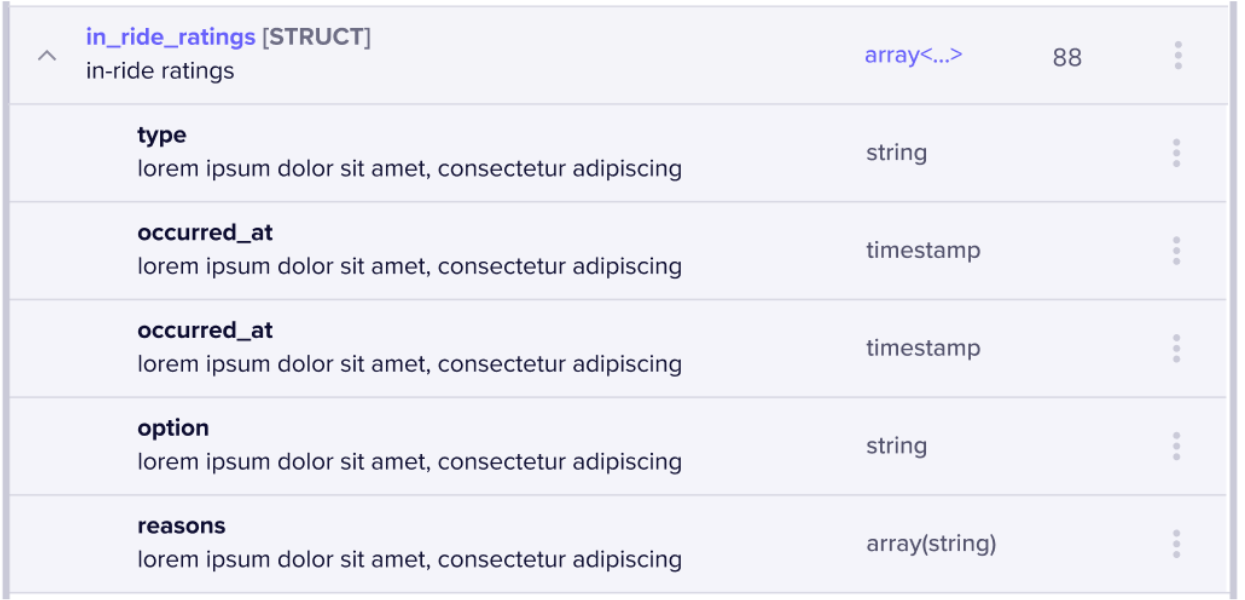 in_ride_ratings [STRUCT] array<...> 88
in-ride ratings
type string
lorem ipsum dolor sit amet, consectetur adipiscing
occurred_at timestamp
lorem ipsum dolor sit amet, consectetur adipiscing
occurred_at timestamp
lorem ipsum dolor sit amet, consectetur adipiscing
option string
lorem ipsum dolor sit amet, consectetur adipiscing
reasons array(string)
lorem ipsum dolor sit amet, consectetur adipiscing